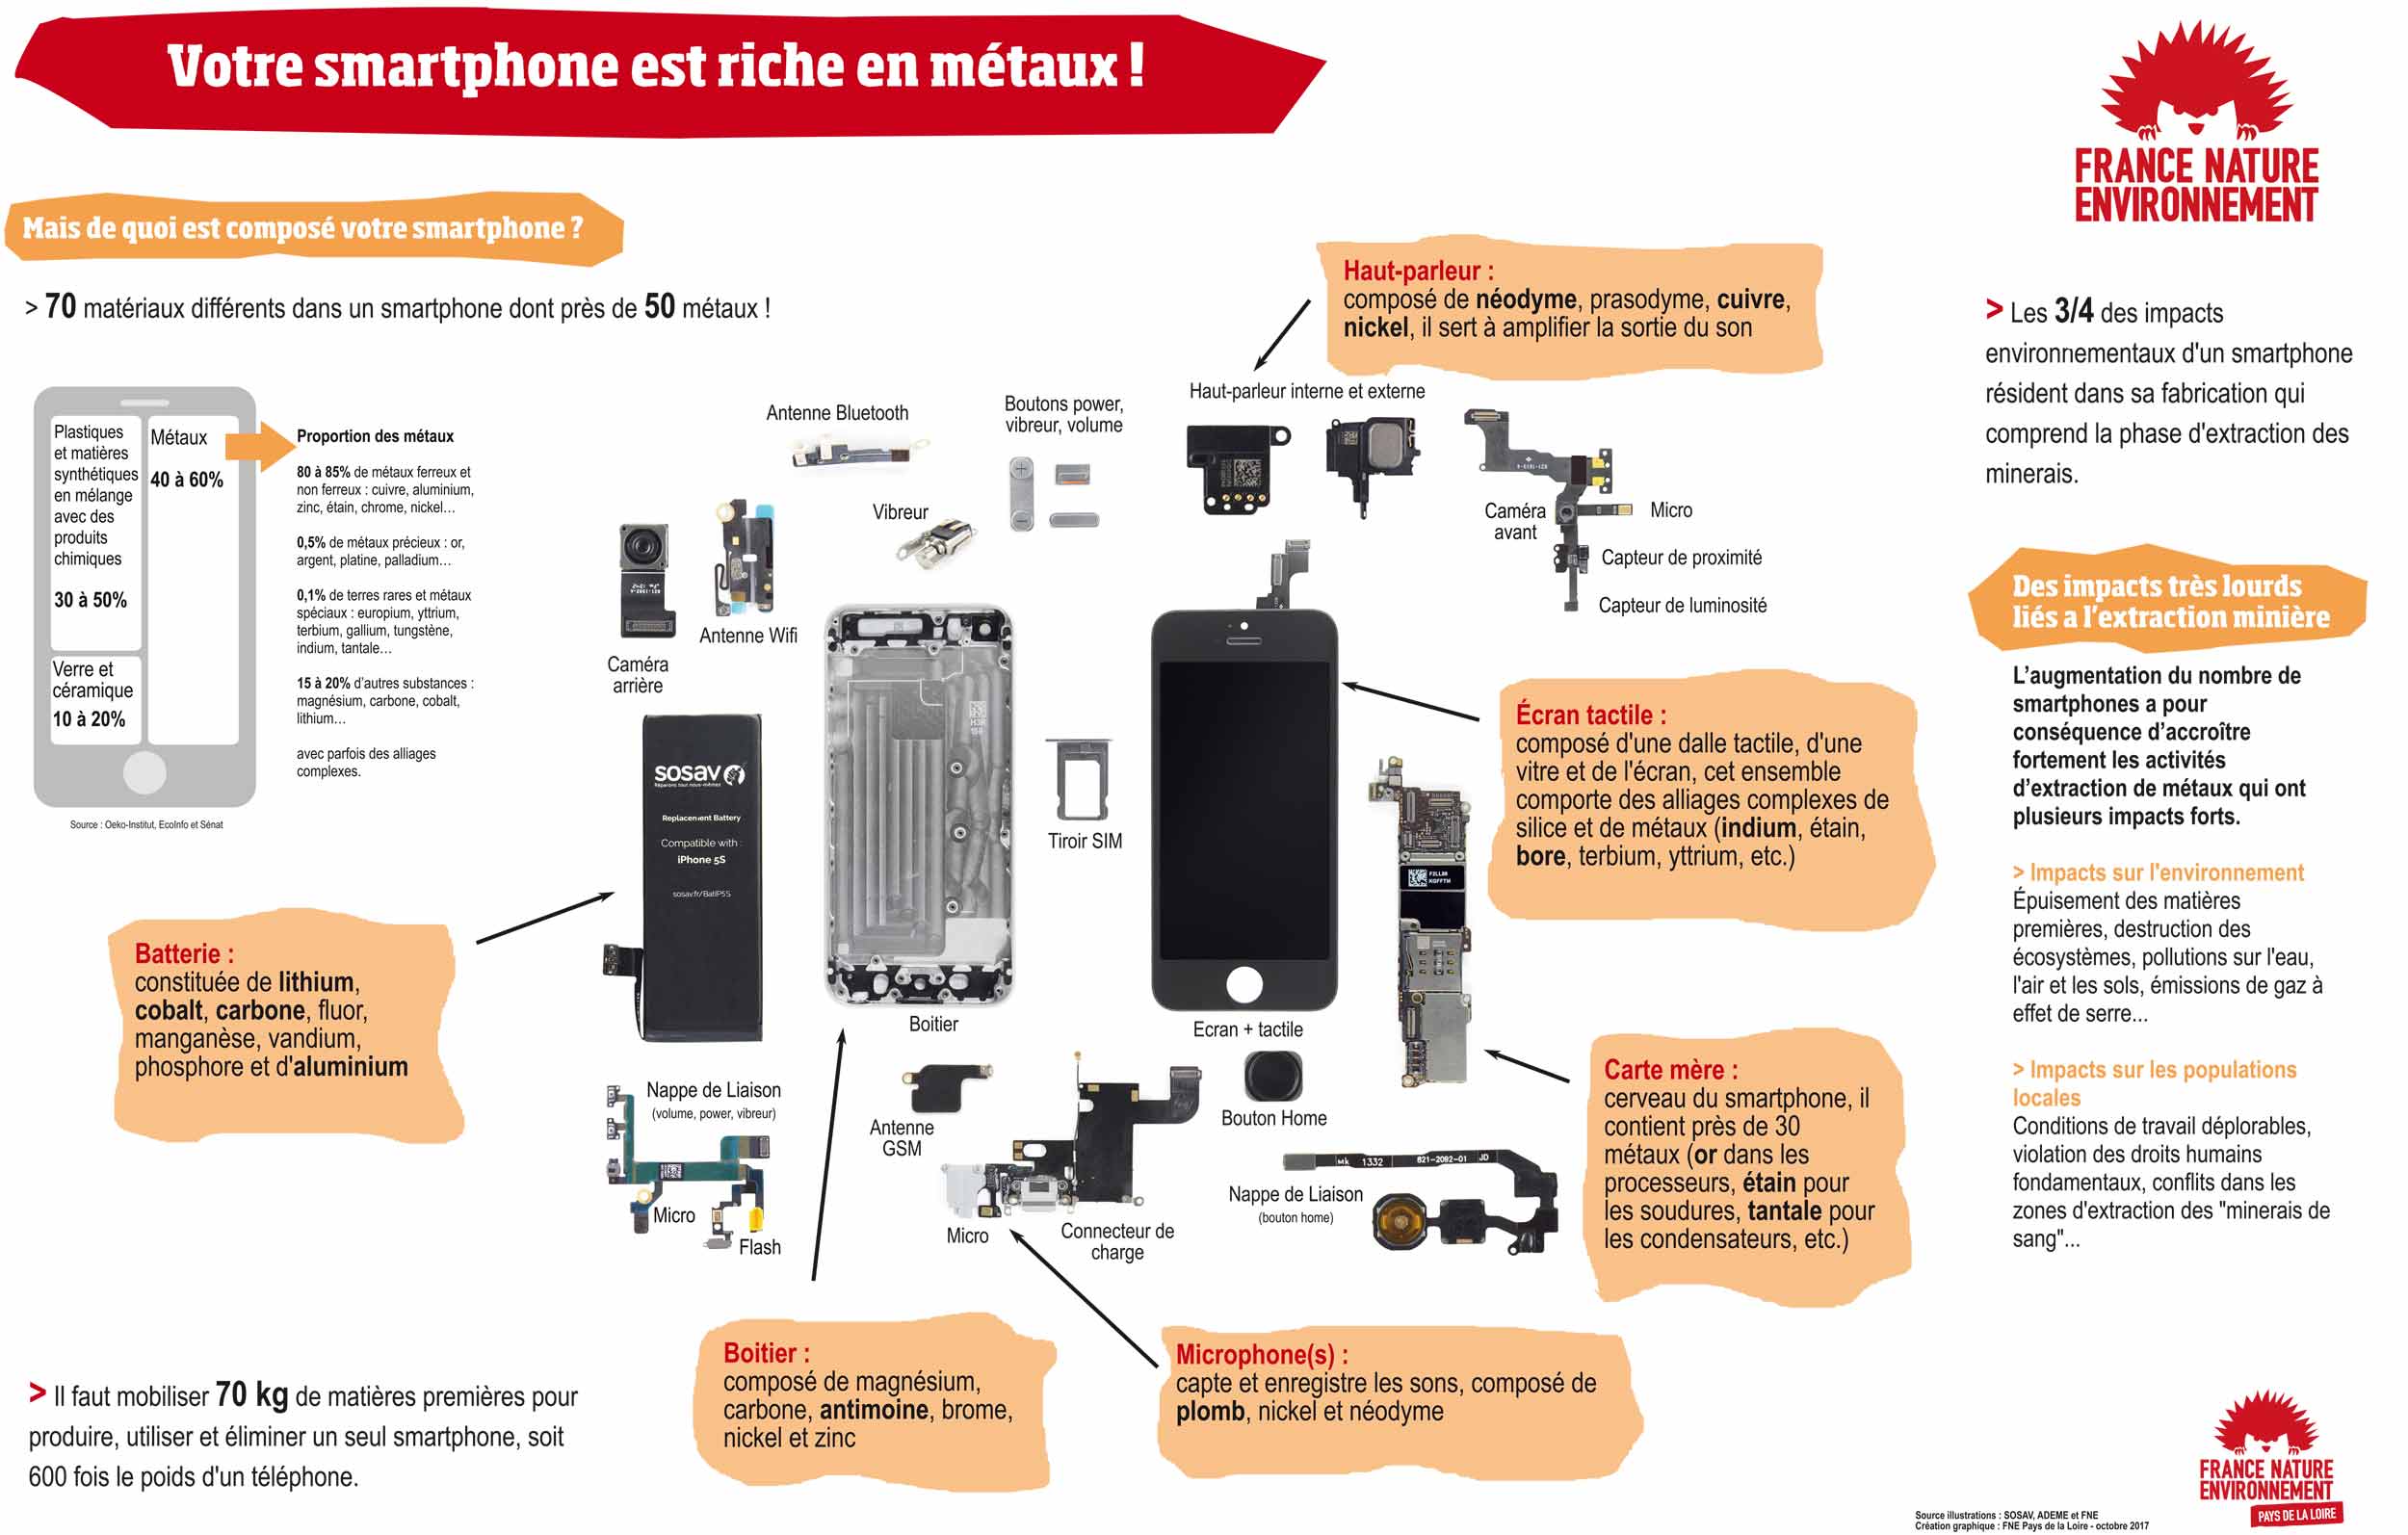 Votre smartphone est riche en métaux !
FRANCE NATURE
ENVIRONNEMENT
Mais de quoi est composé votre smartphone ?
> 70 matériaux différents dans un smartphone dont près de 50 métaux !
Plastiques
et matières
synthétiques
en mélange
avec des
produits
chimiques
30 à 50%
Métaux
40 à 60%
Verre et
céramique
10 à 20%
Source : Oeko-Institut, EcoInfo et Sénat
Proportion des métaux
80 à 85% de métaux ferreux et
non ferreux : cuivre, aluminium,
zinc, étain, chrome, nickel...
0,5% de métaux précieux : or,
argent, platine, palladium...
0,1% de terres rares et métaux
spéciaux : europium, yttrium,
terbium, gallium, tungstène,
indium, tantale...
15 à 20% d'autres substances :
magnésium, carbone, cobalt,
lithium...
avec parfois des alliages
complexes.
Haut-parleur :
composé de néodyme, prasodyme, cuivre,
nickel, il sert à amplifier la sortie du son
Antenne Bluetooth
Boutons power,
vibreur, volume
Haut-parleur interne et externe
Vibreur
Caméra
avant
Micro
Capteur de proximité
Capteur de luminosité
Antenne Wifi
Caméra
arrière
sosav
Réparons tout nous-mêmes
Replacement Battery
Compatible with :
iPhone 5S
sosav.fr/BatIP5S
Tiroir SIM
Écran tactile :
composé d'une dalle tactile, d'une
vitre et de l'écran, cet ensemble
comporte des alliages complexes de
silice et de métaux (indium, étain,
bore, terbium, yttrium, etc.)
Batterie :
constituée de lithium,
cobalt, carbone, fluor,
manganèse, vandium,
phosphore et d'aluminium
Boitier
Ecran + tactile
Carte mère :
cerveau du smartphone, il
contient près de 30
métaux (or dans les
processeurs, étain pour
les soudures, tantale pour
les condensateurs, etc.)
Nappe de Liaison
(volume, power, vibreur)
Micro
Flash
Antenne
GSM
Micro
Connecteur de
charge
Bouton Home
MK 1332 821-2092-01 JD
Nappe de Liaison
(bouton home)
Boitier :
composé de magnésium,
carbone, antimoine, brome,
nickel et zinc
Microphone(s) :
capte et enregistre les sons, composé de
plomb, nickel et néodyme
> Il faut mobiliser 70 kg de matières premières pour
produire, utiliser et éliminer un seul smartphone, soit
600 fois le poids d'un téléphone.
> Les 3/4 des impacts
environnementaux d'un smartphone
résident dans sa fabrication qui
comprend la phase d'extraction des
minerais.
Des impacts très lourds
liés a l'extraction minière
L'augmentation du nombre de
smartphones a pour
conséquence d'accroître
fortement les activités
d'extraction de métaux qui ont
plusieurs impacts forts.
> Impacts sur l'environnement
Épuisement des matières
premières, destruction des
écosystèmes, pollutions sur l'eau,
l'air et les sols, émissions de gaz à
effet de serre...
> Impacts sur les populations
locales
Conditions de travail déplorables,
violation des droits humains
fondamentaux, conflits dans les
zones d'extraction des "minerais de
sang"...
FRANCE NATURE
ENVIRONNEMENT
PAYS DE LA LOIRE
Source illustrations : SOSAV, ADEME et FNE
Création graphique : FNE Pays de la Loire - octobre 2017